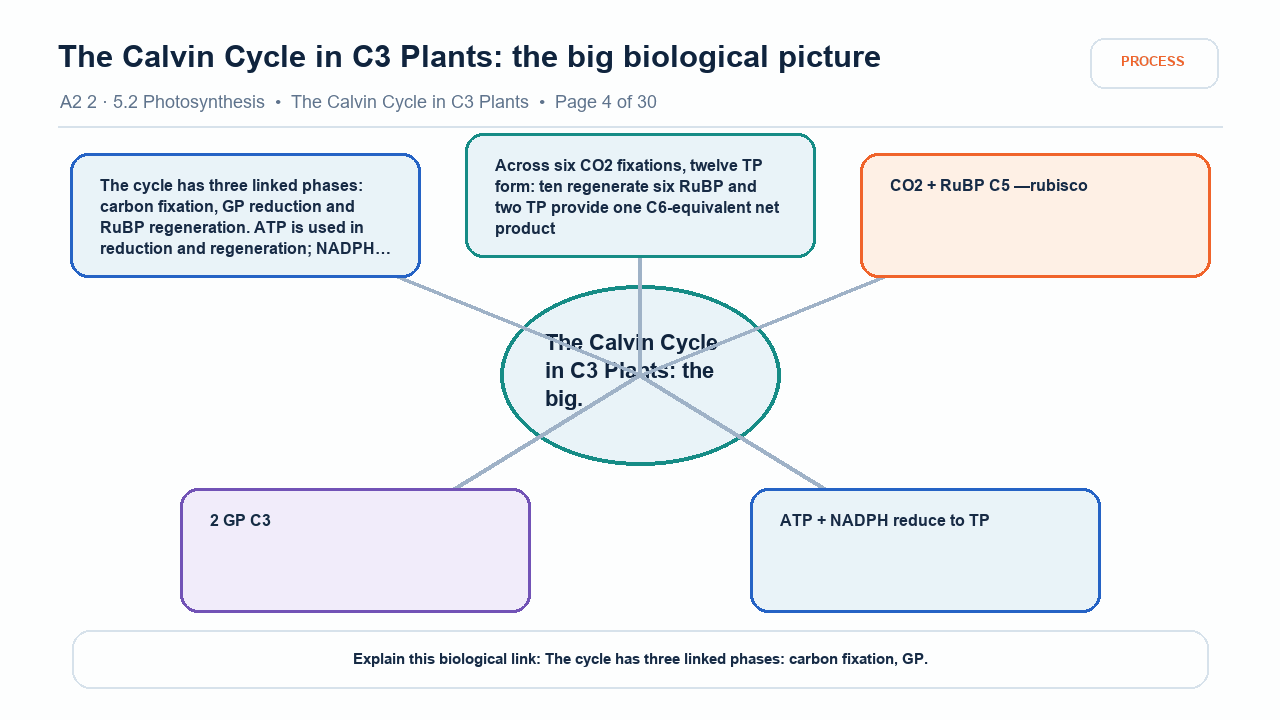 The Calvin Cycle in C3 Plants: the big biological picture
PROCESS
A2 2 · 5.2 Photosynthesis • The Calvin Cycle in C3 Plants • Page 4 of 30
The cycle has three linked phases:
carbon fixation, GP reduction and
RuBP regeneration. ATP is used in
reduction and regeneration; NADPH…
Across six CO2 fixations, twelve TP
form: ten regenerate six RuBP and
two TP provide one C6-equivalent net
product
CO2 + RuBP C5 —rubisco
The Calvin Cycle
in C3 Plants: the
big.
2 GP C3
ATP + NADPH reduce to TP
Explain this biological link: The cycle has three linked phases: carbon fixation, GP.